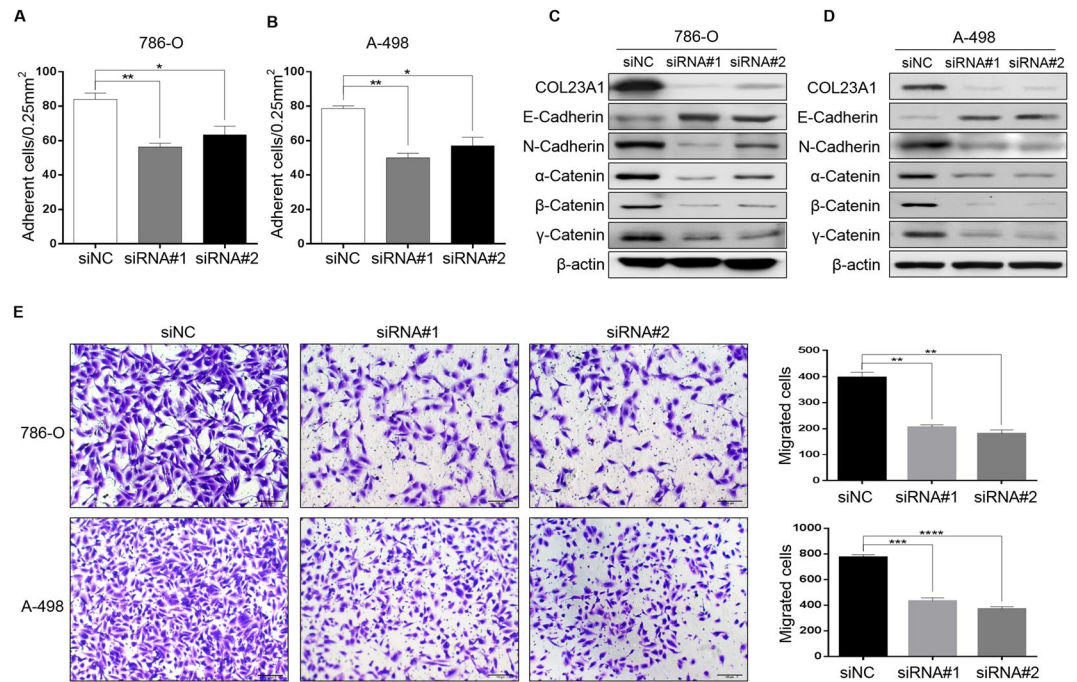 A
786-O
Adherent cells/0.25mm²
100
80
60
40
20
0
**
*
siNC
siRNA#1
siRNA#2
B
A-498
Adherent cells/0.25mm²
100
80
60
40
20
0
**
*
siNC
siRNA#1
siRNA#2
C
786-O
siNC siRNA#1 siRNA#2
COL23A1
E-Cadherin
N-Cadherin
α-Catenin
β-Catenin
γ-Catenin
β-actin
D
A-498
siNC siRNA#1 siRNA#2
COL23A1
E-Cadherin
N-Cadherin
α-Catenin
β-Catenin
γ-Catenin
β-actin
E
siNC siRNA#1 siRNA#2
786-O
A-498
Migrated cells
500
400
300
200
100
0
**
**
siNC
siRNA#1
siRNA#2
Migrated cells
1000
800
600
400
200
0
***
****
siNC
siRNA#1
siRNA#2